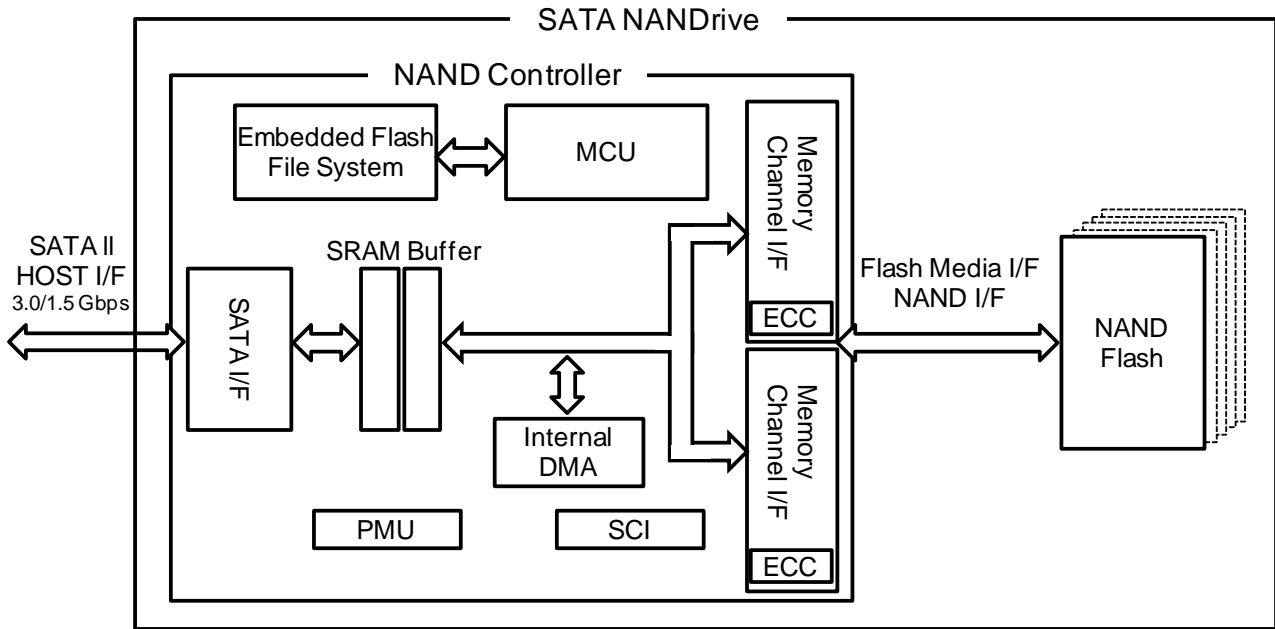 SATA NANDrive
NAND Controller
Embedded Flash
File System
MCU
Memory
Channel I/F
ECC
SATA II
HOST I/F
3.0/1.5 Gbps
SATA I/F
SRAM Buffer
Internal
DMA
PMU
SCI
Memory
Channel I/F
ECC
Flash Media I/F
NAND I/F
NAND
Flash